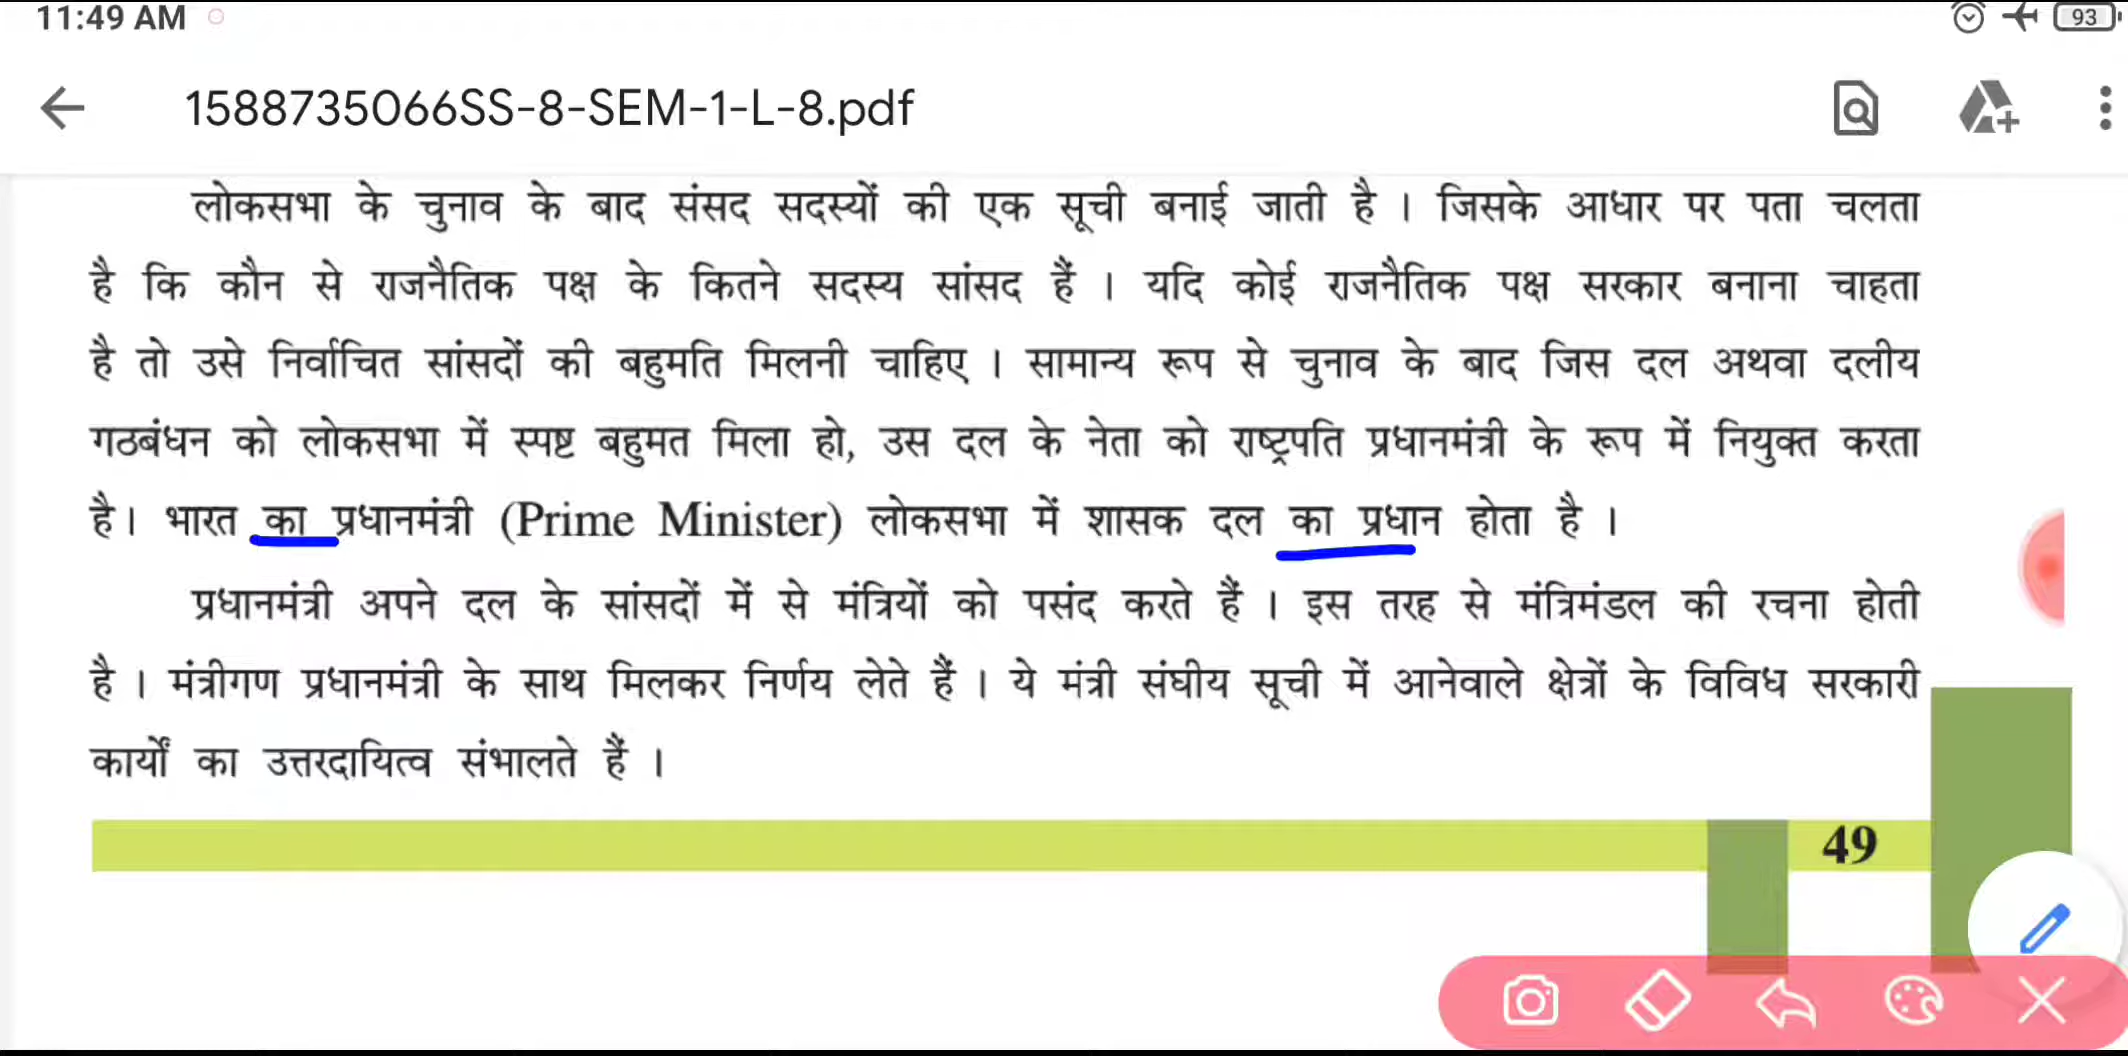 11:49 AM
93
1588735066SS-8-SEM-1-L-8.pdf
लोकसभा के चुनाव के बाद संसद सदस्यों की एक सूची बनाई जाती है । जिसके आधार पर पता चलता
है कि कौन से राजनैतिक पक्ष के कितने सदस्य सांसद हैं । यदि कोई राजनैतिक पक्ष सरकार बनाना चाहता
है तो उसे निर्वाचित सांसदों की बहुमति मिलनी चाहिए । सामान्य रूप से चुनाव के बाद जिस दल अथवा दलीय
गठबंधन को लोकसभा में स्पष्ट बहुमत मिला हो, उस दल के नेता को राष्ट्रपति प्रधानमंत्री के रूप में नियुक्त करता
है। भारत का प्रधानमंत्री (Prime Minister) लोकसभा में शासक दल का प्रधान होता है ।
प्रधानमंत्री अपने दल के सांसदों में से मंत्रियों को पसंद करते हैं । इस तरह से मंत्रिमंडल की रचना होती
है । मंत्रीगण प्रधानमंत्री के साथ मिलकर निर्णय लेते हैं । ये मंत्री संघीय सूची में आनेवाले क्षेत्रों के विविध सरकारी
कार्यों का उत्तरदायित्व संभालते हैं ।
49